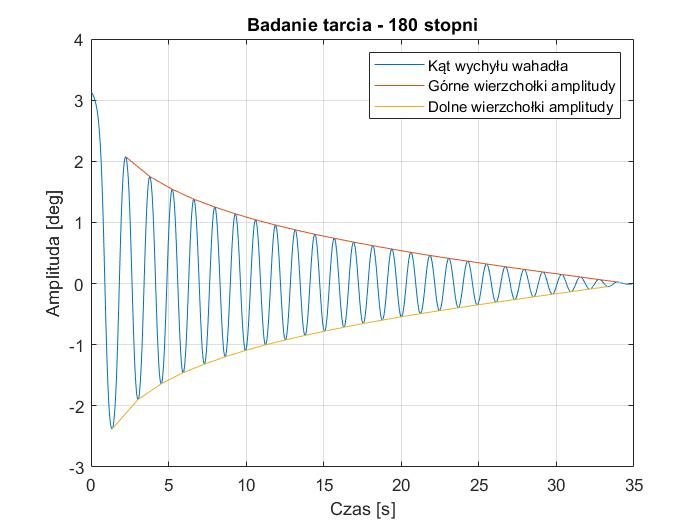 Badanie tarcia - 180 stopni
Kąt wychyłu wahadła
Górne wierzchołki amplitudy
Dolne wierzchołki amplitudy
Amplituda [deg]
4
3
2
1
0
-1
-2
-3
0 5 10 15 20 25 30 35
Czas [s]